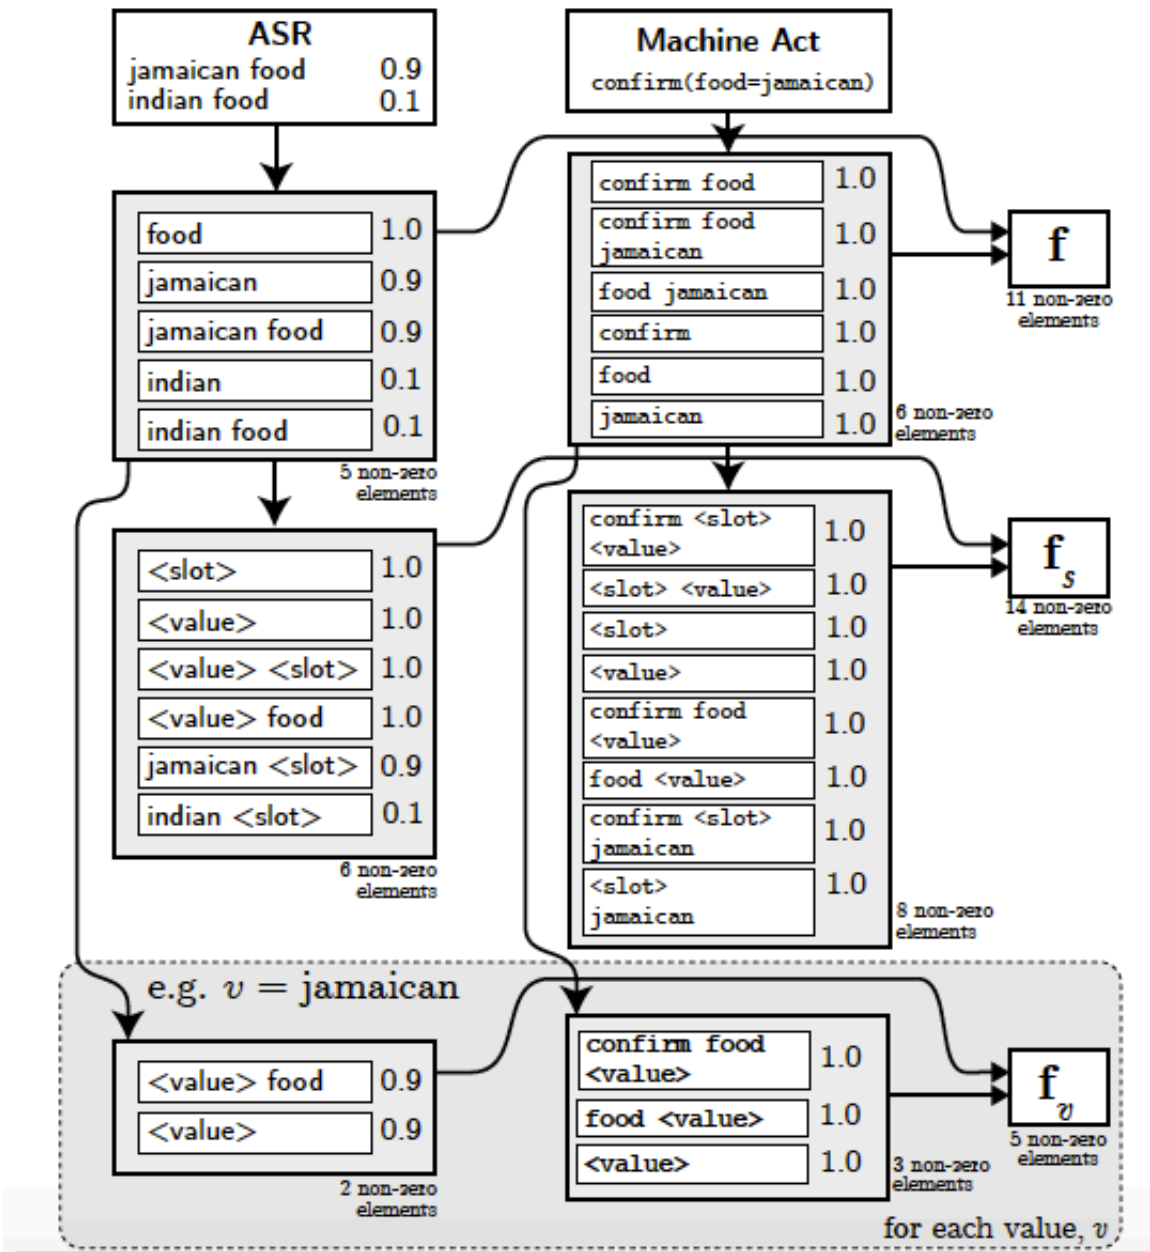 ASR
jamaican food 0.9
indian food 0.1
Machine Act
confirm(food=jamaican)
food 1.0
jamaican 0.9
jamaican food 0.9
indian 0.1
indian food 0.1
5 non-zero
elements
confirm food 1.0
confirm food
jamaican 1.0
food jamaican 1.0
confirm 1.0
food 1.0
jamaican 1.0
6 non-zero
elements
f
11 non-zero
elements
<slot> 1.0
<value> 1.0
<value> <slot> 1.0
<value> food 1.0
jamaican <slot> 0.9
indian <slot> 0.1
6 non-zero
elements
confirm <slot>
<value> 1.0
<slot> <value> 1.0
<slot> 1.0
<value> 1.0
confirm food
<value> 1.0
food <value> 1.0
confirm <slot>
jamaican 1.0
<slot>
jamaican 1.0
8 non-zero
elements
f s
14 non-zero
elements
e.g. v = jamaican
<value> food 0.9
<value> 0.9
2 non-zero
elements
confirm food
<value> 1.0
food <value> 1.0
<value> 1.0
3 non-zero
elements
f v
5 non-zero
elements
for each value, v